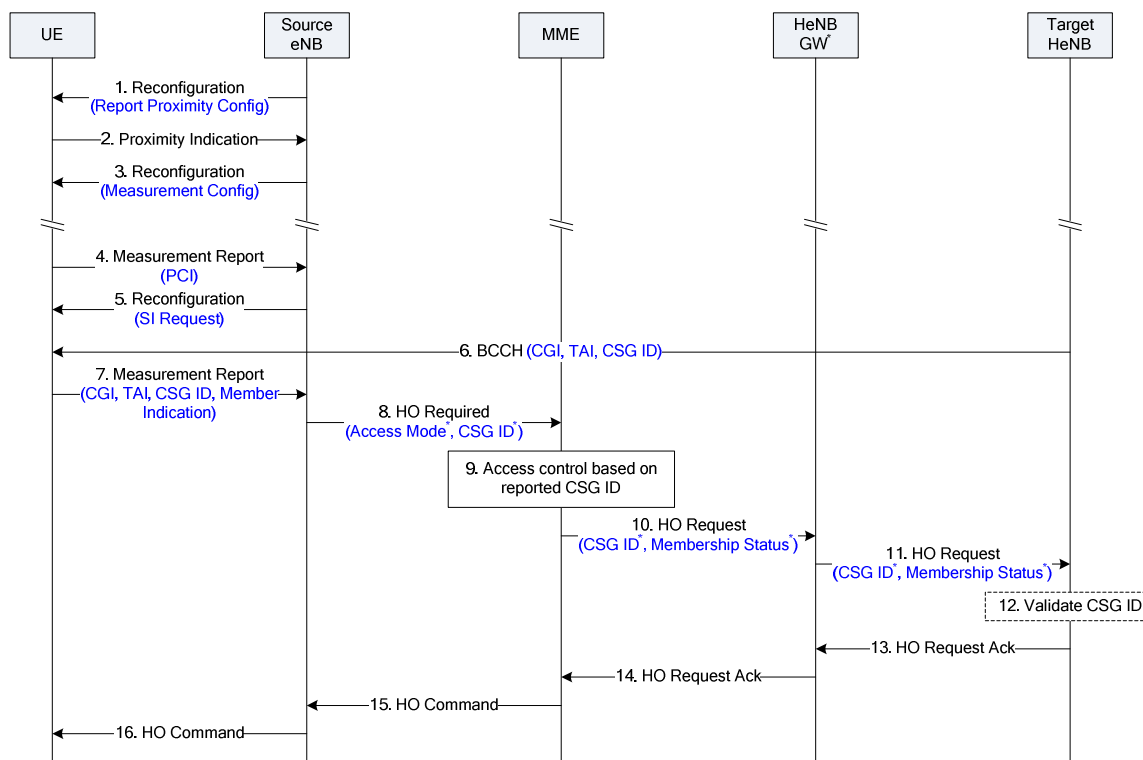 UE
Source
eNB
MME
HeNB
GW*
Target
HeNB
1. Reconfiguration
(Report Proximity Config)
2. Proximity Indication
3. Reconfiguration
(Measurement Config)
4. Measurement Report
(PCI)
5. Reconfiguration
(SI Request)
6. BCCH (CGI, TAI, CSG ID)
7. Measurement Report
(CGI, TAI, CSG ID, Member
Indication)
8. HO Required
(Access Mode*, CSG ID*)
9. Access control based on
reported CSG ID
10. HO Request
(CSG ID*, Membership Status*)
11. HO Request
(CSG ID*, Membership Status*)
12. Validate CSG ID
13. HO Request Ack
14. HO Request Ack
15. HO Command
16. HO Command